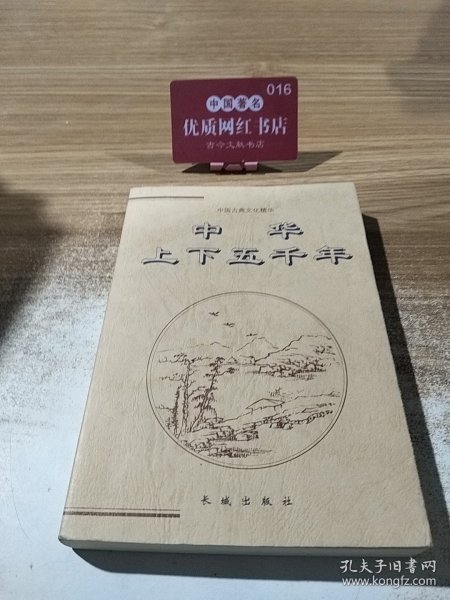 016
中国著名
优质网红书店
古今文献书店
中国古典文化精华
中华
上下五千年
长城出版社
孔夫子旧书网
www.kongfz.com